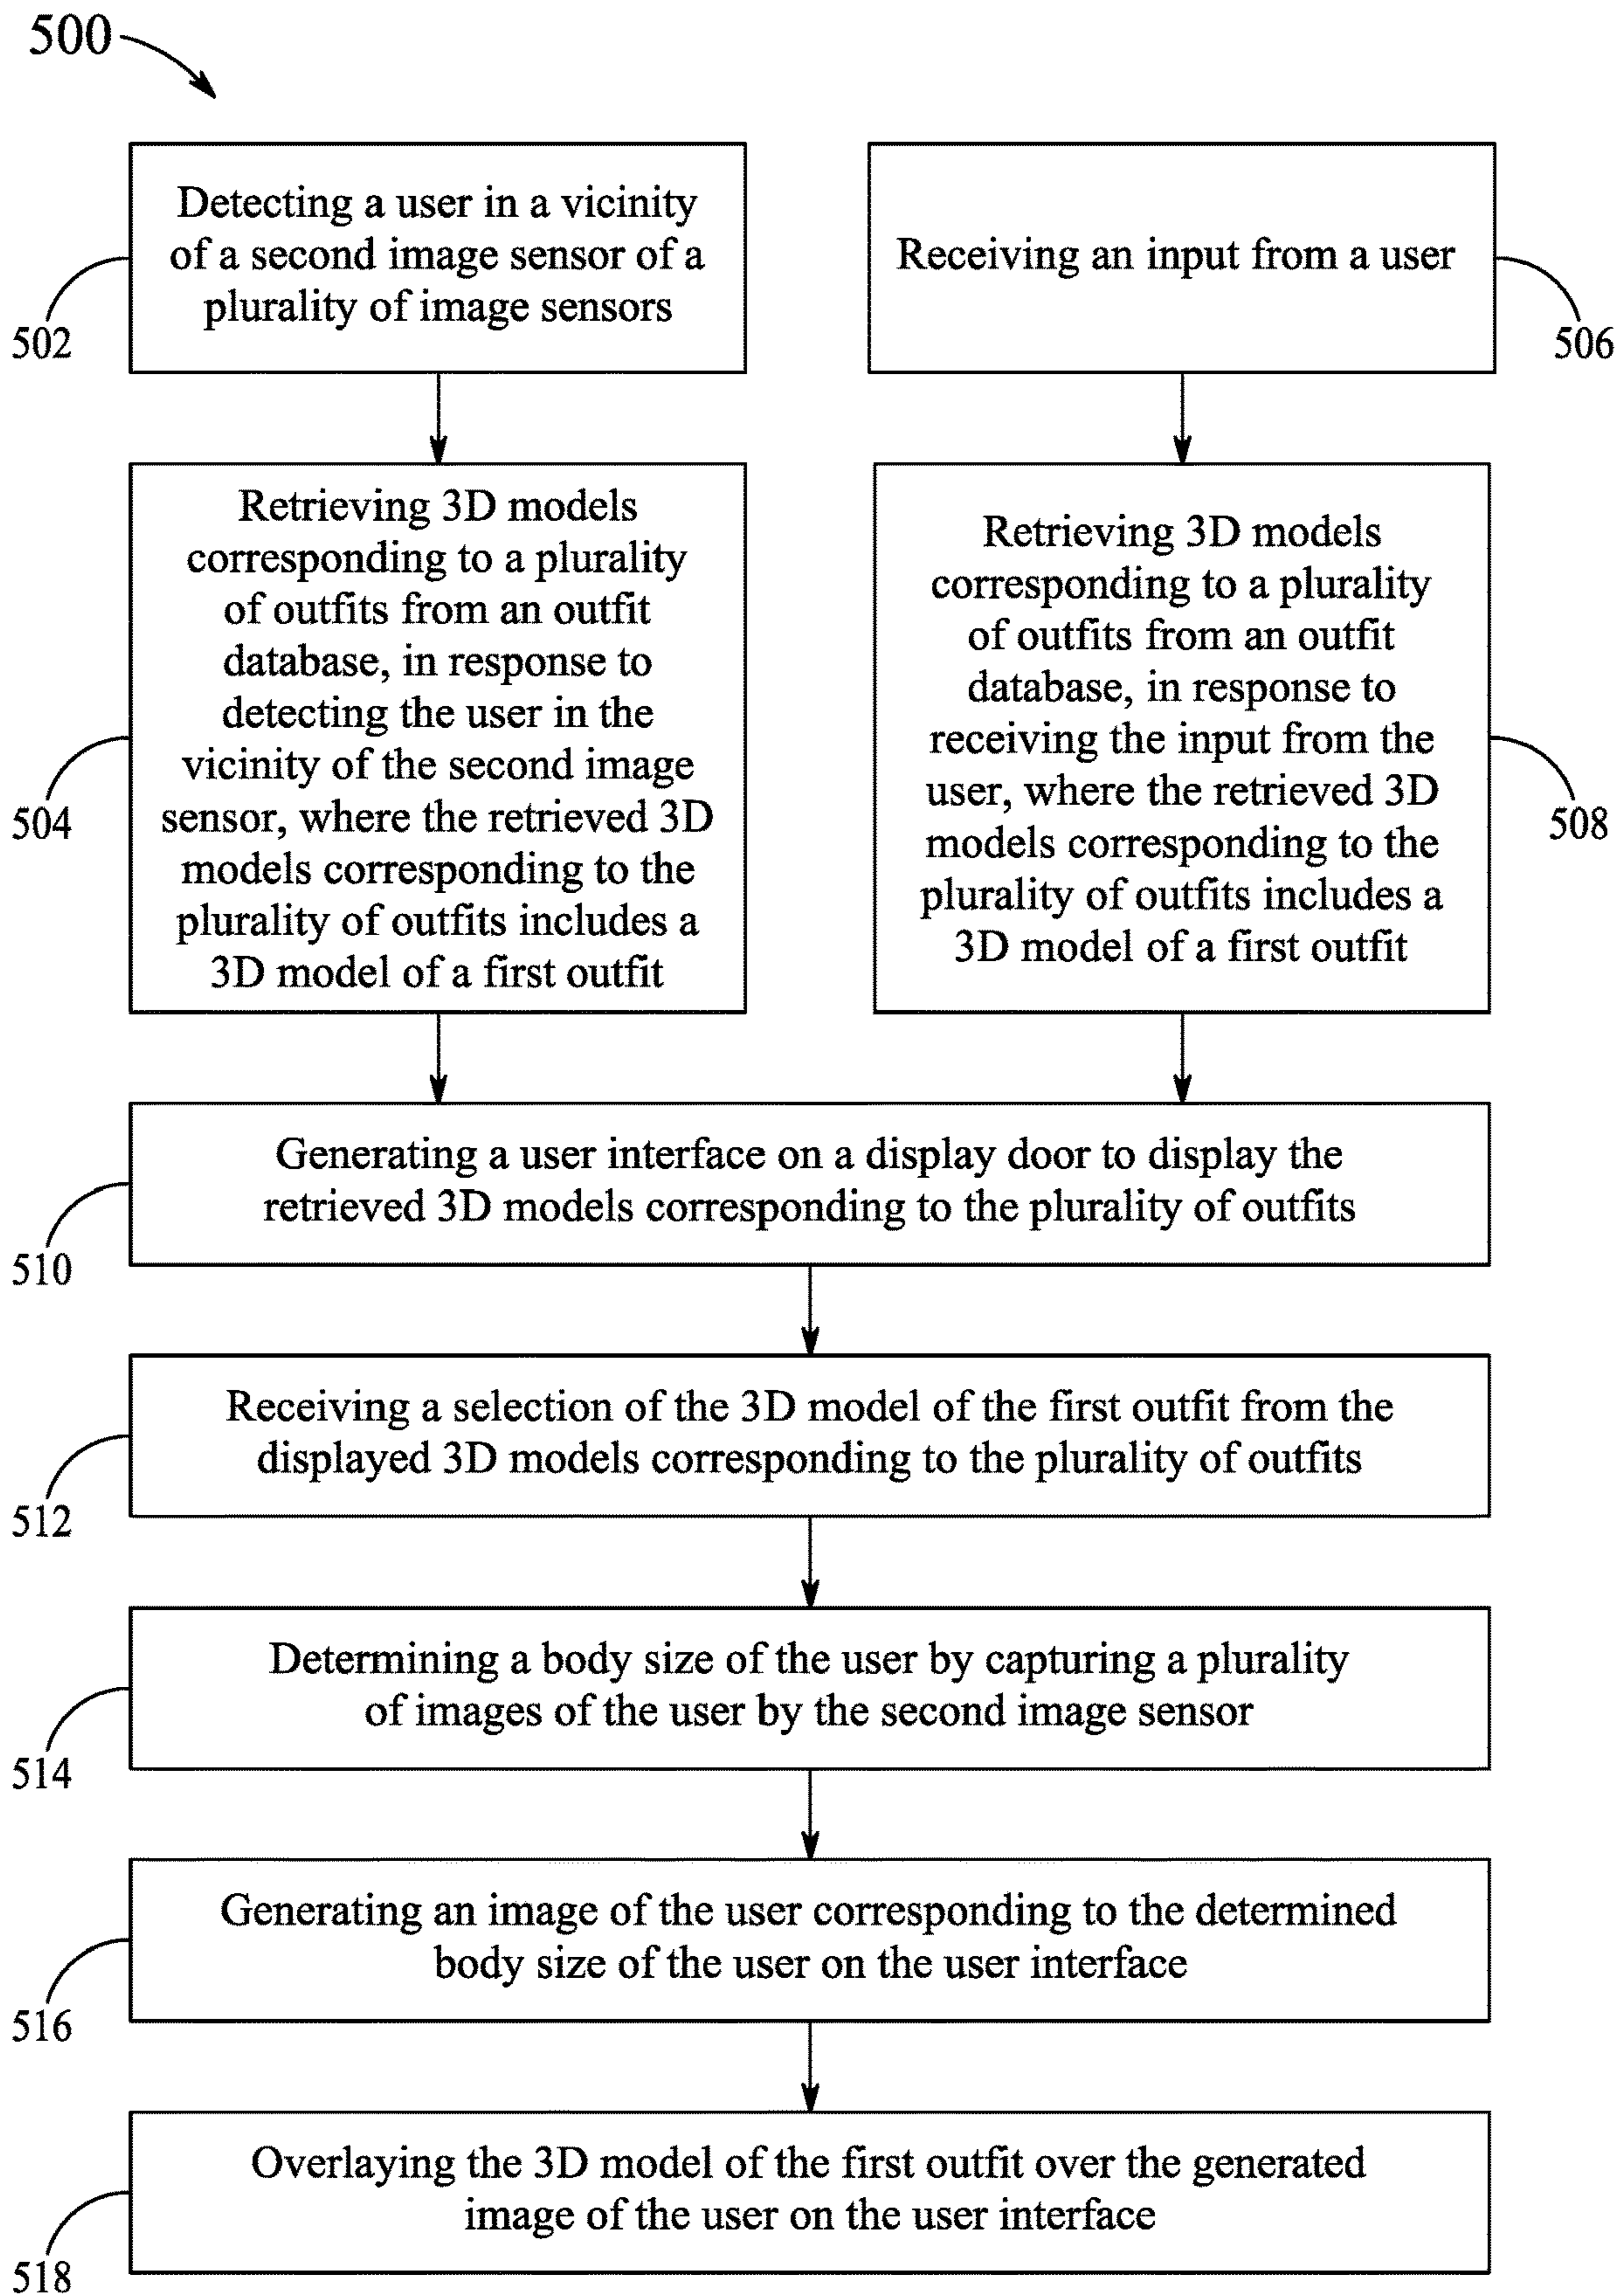 500
Detecting a user in a vicinity
of a second image sensor of a
plurality of image sensors
502
Receiving an input from a user
506
Retrieving 3D models
corresponding to a plurality
of outfits from an outfit
database, in response to
detecting the user in the
vicinity of the second image
sensor, where the retrieved 3D
models corresponding to the
plurality of outfits includes a
3D model of a first outfit
504
Retrieving 3D models
corresponding to a plurality
of outfits from an outfit
database, in response to
receiving the input from the
user, where the retrieved 3D
models corresponding to the
plurality of outfits includes a
3D model of a first outfit
508
Generating a user interface on a display door to display the
retrieved 3D models corresponding to the plurality of outfits
510
Receiving a selection of the 3D model of the first outfit from the
displayed 3D models corresponding to the plurality of outfits
512
Determining a body size of the user by capturing a plurality
of images of the user by the second image sensor
514
Generating an image of the user corresponding to the determined
body size of the user on the user interface
516
Overlaying the 3D model of the first outfit over the generated
image of the user on the user interface
518